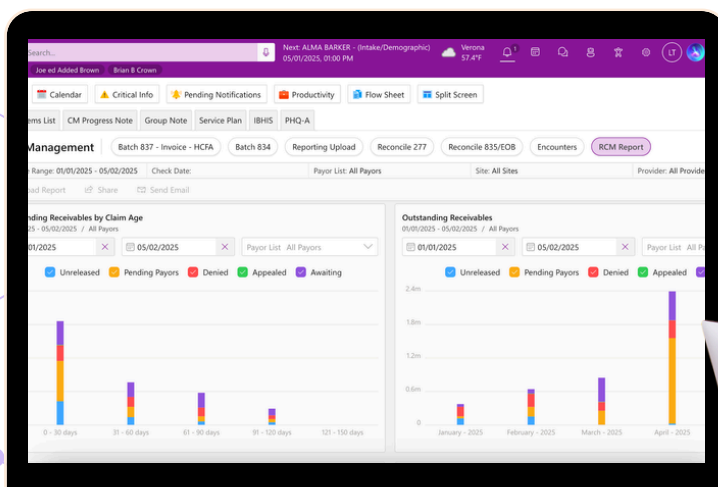 Search...
Next: ALMA BARKER - (Intake/Demographic)
05/01/2025, 01:00 PM
Verona
57.4°F
1
LT
Joe ed Added Brown
Brian B Crown
Calendar
Critical Info
Pending Notifications
Productivity
Flow Sheet
Split Screen
ems List
CM Progress Note
Group Note
Service Plan
IBHIS
PHQ-A
Management
Batch 837 - Invoice - HCFA
Batch 834
Reporting Upload
Reconcile 277
Reconcile 835/EOB
Encounters
RCM Report
Range: 01/01/2025 - 05/02/2025
Check Date:
Payor List: All Payors
Site: All Sites
Provider: All Provide
ad Report
Share
Send Email
nding Receivables by Claim Age
25 - 05/02/2025 / All Payors
01/2025
05/02/2025
Payor List All Payors
Unreleased
Pending Payors
Denied
Appealed
Awaiting
0 - 30 days
31 - 60 days
61 - 90 days
91 - 120 days
121 - 150 days
Outstanding Receivables
01/01/2025 - 05/02/2025 / All Payors
01/01/2025
05/02/2025
Payor List All Pa
Unreleased
Pending Payors
Denied
Appealed
2.4m
1.8m
1.2m
0.6m
0
January - 2025
February - 2025
March - 2025
April - 2025